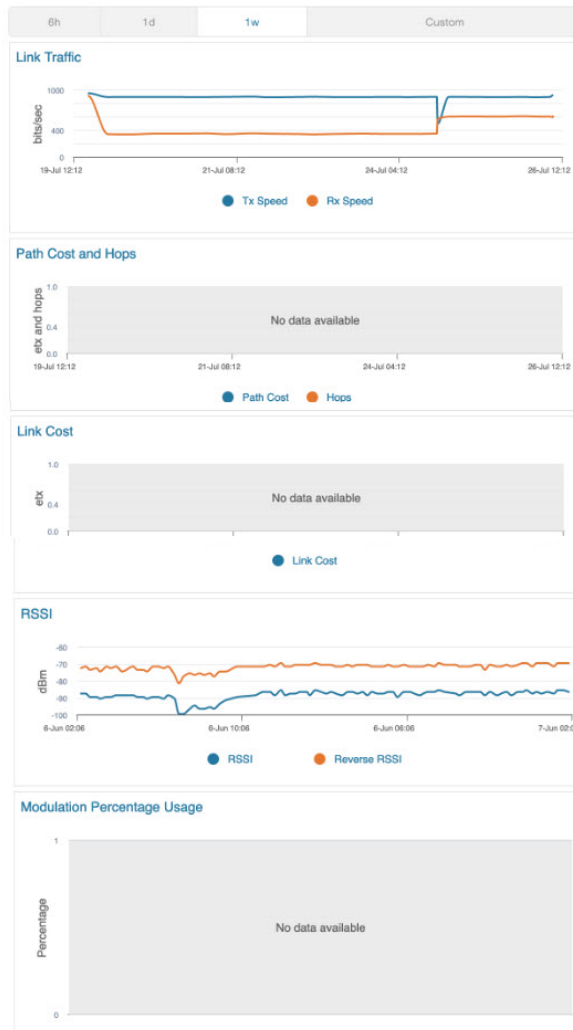 6h 1d 1w Custom
Link Traffic
bits/sec
1000
400
0
19-Jul 12:12 21-Jul 08:12 24-Jul 04:12 26-Jul 12:12
Tx Speed Rx Speed
Path Cost and Hops
etx and hops
1.0
0.4
0.0
No data available
19-Jul 12:12 21-Jul 08:12 24-Jul 04:12 26-Jul 12:12
Path Cost Hops
Link Cost
etx
1.0
0.4
0.0
No data available
Link Cost
RSSI
dBm
-60
-70
-80
-90
-100
6-Jun 02:06 6-Jun 10:06 6-Jun 06:06 7-Jun 02:0
RSSI Reverse RSSI
Modulation Percentage Usage
Percentage
1
0
No data available